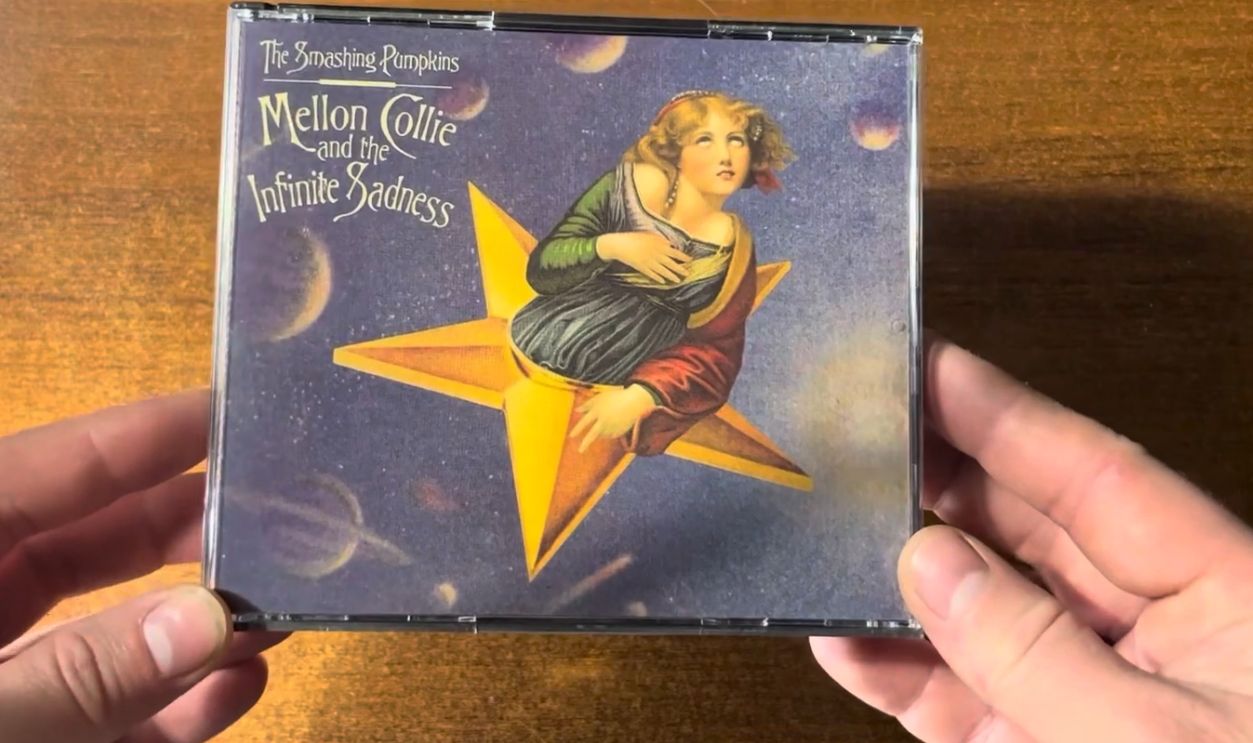 The Smashing Pumpkins
Mellon Collie
and the
Infinite Sadness